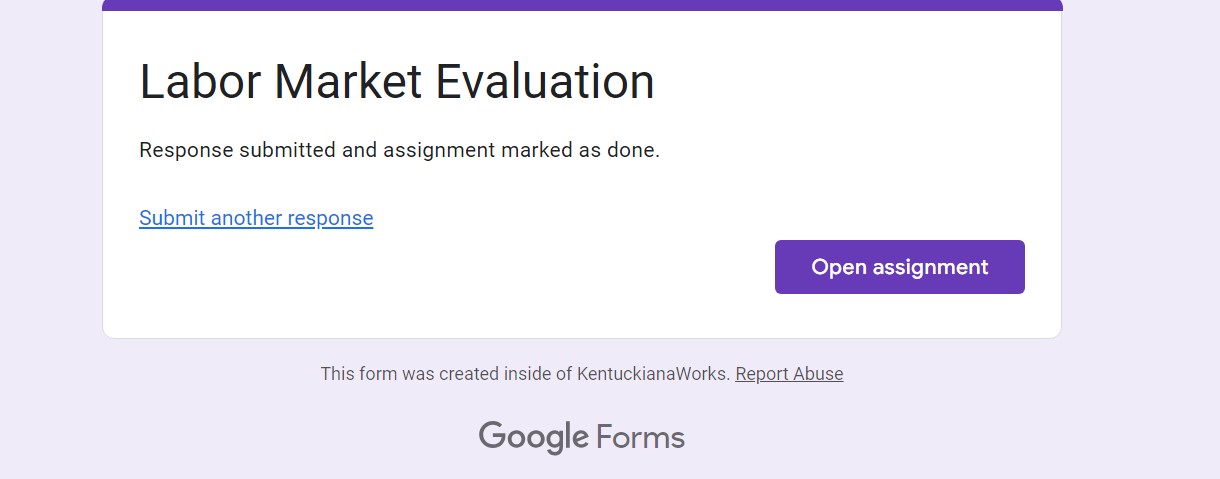 Labor Market Evaluation
Response submitted and assignment marked as done.
Submit another response
Open assignment
This form was created inside of KentuckianaWorks. Report Abuse
Google Forms